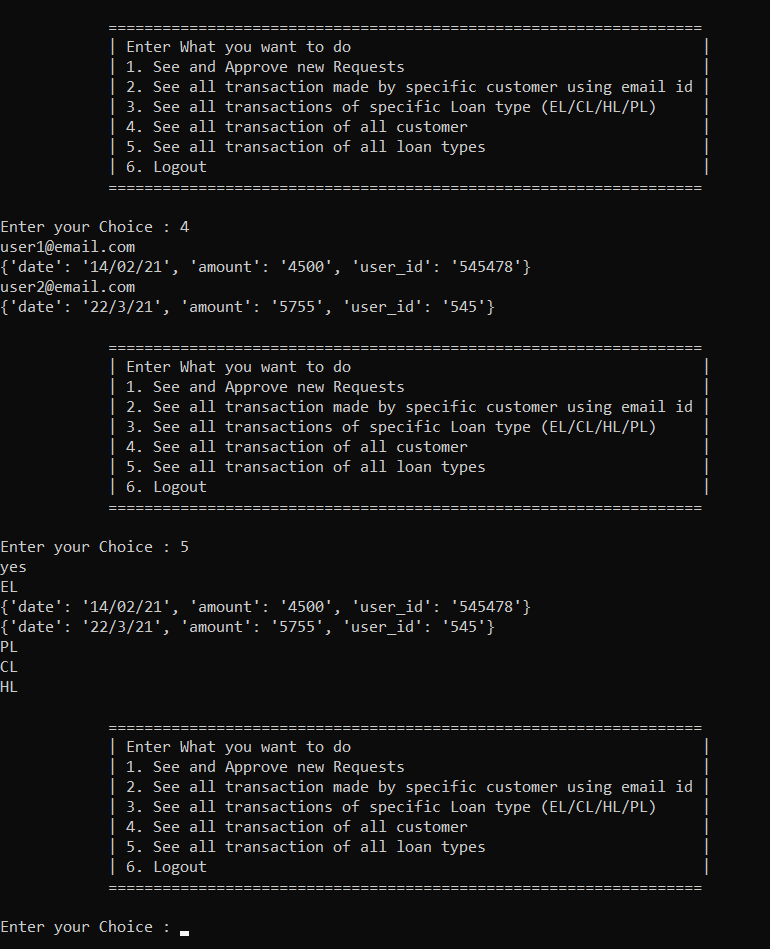 ==================================================================
| Enter What you want to do                                       |
| 1. See and Approve new Requests                                 |
| 2. See all transaction made by specific customer using email id |
| 3. See all transactions of specific Loan type (EL/CL/HL/PL)     |
| 4. See all transaction of all customer                          |
| 5. See all transaction of all loan types                        |
| 6. Logout                                                       |
==================================================================
Enter your Choice : 4
user1@email.com
{'date': '14/02/21', 'amount': '4500', 'user_id': '545478'}
user2@email.com
{'date': '22/3/21', 'amount': '5755', 'user_id': '545'}
==================================================================
| Enter What you want to do                                       |
| 1. See and Approve new Requests                                 |
| 2. See all transaction made by specific customer using email id |
| 3. See all transactions of specific Loan type (EL/CL/HL/PL)     |
| 4. See all transaction of all customer                          |
| 5. See all transaction of all loan types                        |
| 6. Logout                                                       |
==================================================================
Enter your Choice : 5
yes
EL
{'date': '14/02/21', 'amount': '4500', 'user_id': '545478'}
{'date': '22/3/21', 'amount': '5755', 'user_id': '545'}
PL
CL
HL
==================================================================
| Enter What you want to do                                       |
| 1. See and Approve new Requests                                 |
| 2. See all transaction made by specific customer using email id |
| 3. See all transactions of specific Loan type (EL/CL/HL/PL)     |
| 4. See all transaction of all customer                          |
| 5. See all transaction of all loan types                        |
| 6. Logout                                                       |
==================================================================
Enter your Choice :